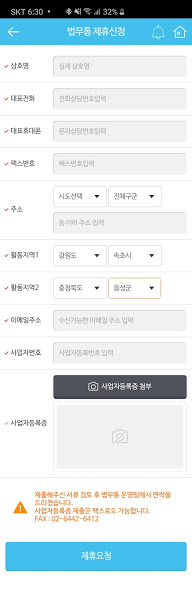 SKT 6:30 32%
법무통 제휴신청
상호명 실제 상호명
대표전화 전화상담번호입력
대표휴대폰 문자상담번호입력
팩스번호 팩스번호입력
주소 시도선택 전체구군
동 이하 주소 입력
활동지역1 강원도 속초시
활동지역2 충청북도 음성군
이메일주소 수신가능한 이메일 주소 입력
사업자번호 사업자등록번호 입력
사업자등록증 첨부
사업자등록증
제출해주신 서류 검토 후 법무통 운영팀에서 연락을
드리겠습니다.
사업자등록증 제출은 팩스로도 가능합니다.
FAX : 02-6442-6412
제휴요청